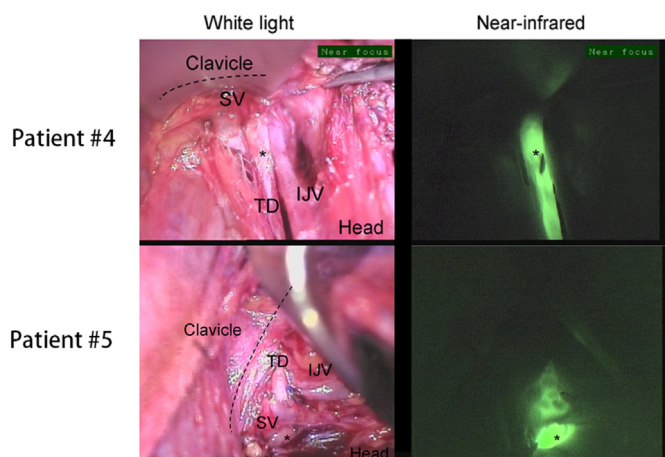 White light
Near-infrared
Patient #4
Clavicle
Near focus
SV
*
TD
IJV
Head
Near focus
*
Patient #5
Clavicle
TD
IJV
SV
*
Head
*